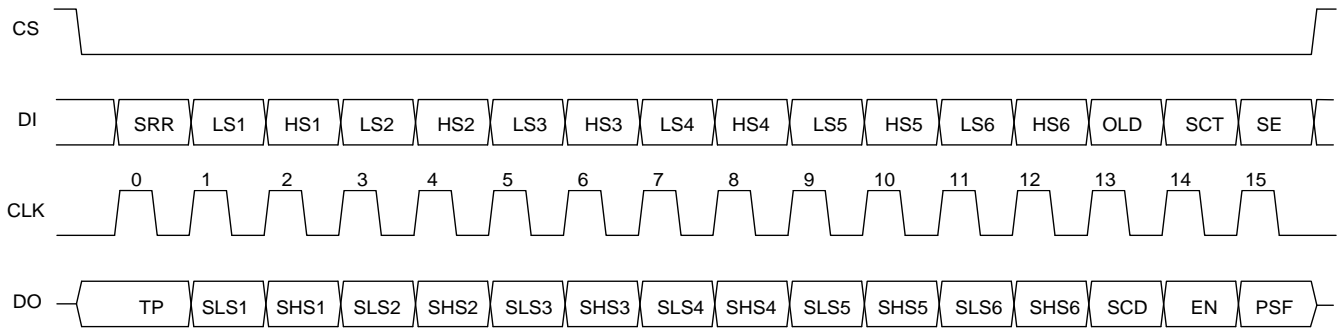 CS
DI SRR LS1 HS1 LS2 HS2 LS3 HS3 LS4 HS4 LS5 HS5 LS6 HS6 OLD SCT SE
0 1 2 3 4 5 6 7 8 9 10 11 12 13 14 15
CLK
DO TP SLS1 SHS1 SLS2 SHS2 SLS3 SHS3 SLS4 SHS4 SLS5 SHS5 SLS6 SHS6 SCD EN PSF